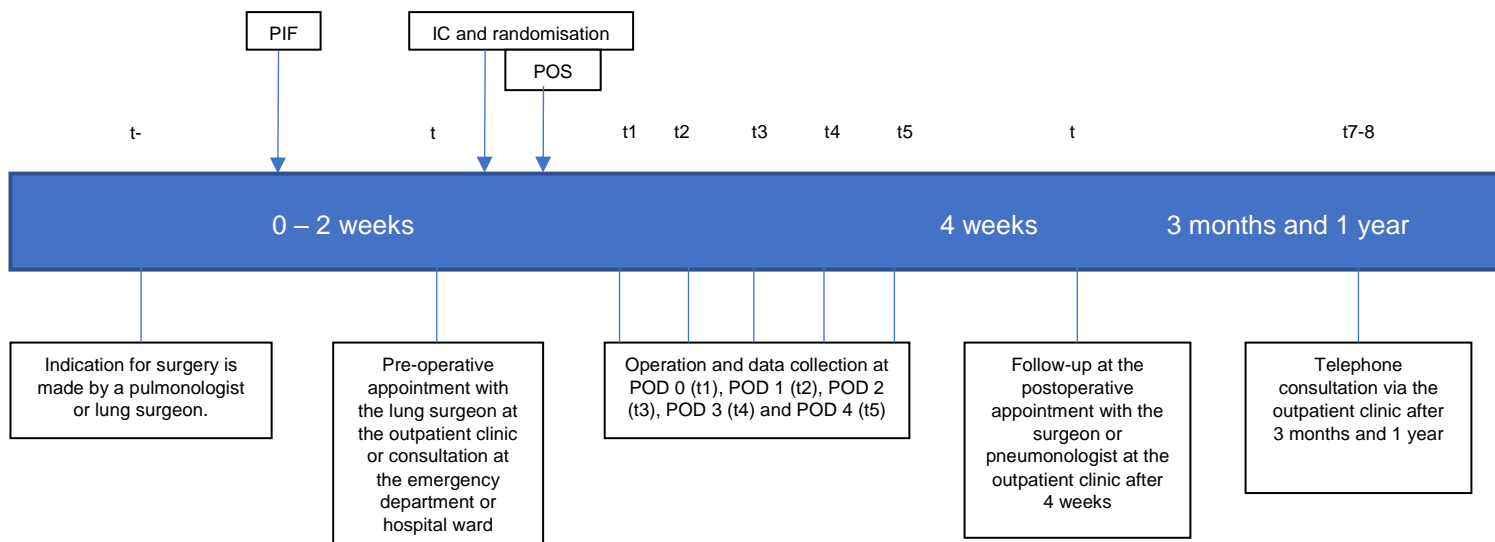 PIF
IC and randomisation
POS
t-
t
t1
t2
t3
t4
t5
t
t7-8
0 – 2 weeks
4 weeks
3 months and 1 year
Indication for surgery is
made by a pulmonologist
or lung surgeon.
Pre-operative
appointment with
the lung surgeon at
the outpatient clinic
or consultation at
the emergency
department or
hospital ward
Operation and data collection at
POD 0 (t1), POD 1 (t2), POD 2
(t3), POD 3 (t4) and POD 4 (t5)
Follow-up at the
postoperative
appointment with the
surgeon or
pneumonologist at the
outpatient clinic after
4 weeks
Telephone
consultation via the
outpatient clinic after
3 months and 1 year